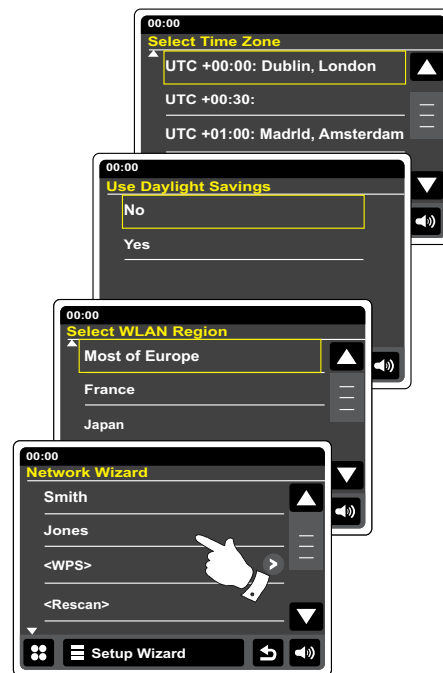 00:00
Select Time Zone
UTC +00:00: Dublin, London
UTC +00:30:
UTC +01:00: Madrld, Amsterdam
00:00
Use Daylight Savings
No
Yes
00:00
Select WLAN Region
Most of Europe
France
Japan
00:00
Network Wizard
Smith
Jones
<WPS>
<Rescan>
Setup Wizard